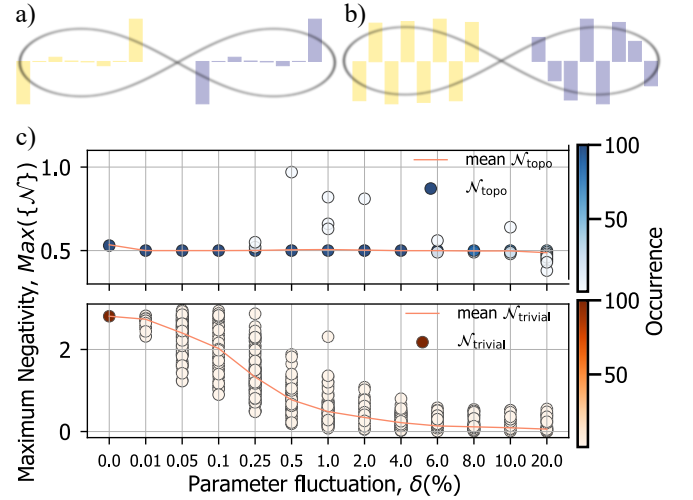 a)
b)
c)
Maximum Negativity, Max({𝒩})
1.0
0.5
mean 𝒩topo
𝒩topo
100
50
Occurrence
2
0
mean 𝒩trivial
𝒩trivial
100
50
0.0 0.01 0.05 0.1 0.25 0.5 1.0 2.0 4.0 6.0 8.0 10.0 20.0
Parameter fluctuation, δ(%)